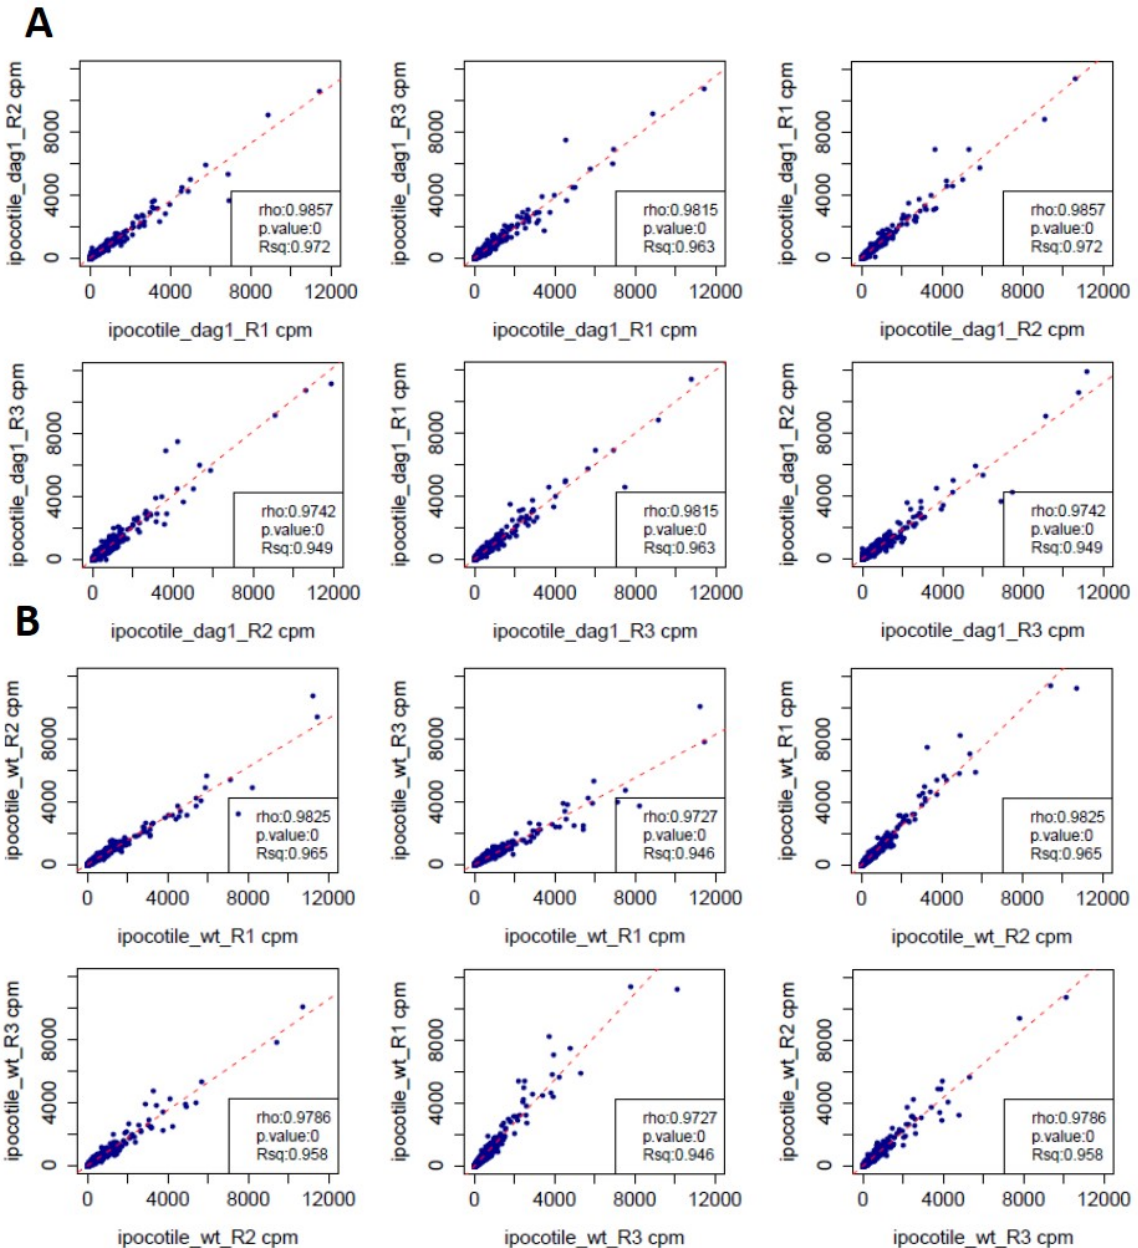 A
ipocotile_dag1_R2 cpm
8000
4000
0
rho:0.9857
p.value:0
Rsq:0.972
0 4000 8000 12000
ipocotile_dag1_R1 cpm
ipocotile_dag1_R3 cpm
8000
4000
0
rho:0.9815
p.value:0
Rsq:0.963
0 4000 8000 12000
ipocotile_dag1_R1 cpm
ipocotile_dag1_R1 cpm
8000
4000
0
rho:0.9857
p.value:0
Rsq:0.972
0 4000 8000 12000
ipocotile_dag1_R2 cpm
ipocotile_dag1_R3 cpm
8000
4000
0
rho:0.9742
p.value:0
Rsq:0.949
0 4000 8000 12000
ipocotile_dag1_R2 cpm
ipocotile_dag1_R1 cpm
8000
4000
0
rho:0.9815
p.value:0
Rsq:0.963
0 4000 8000 12000
ipocotile_dag1_R3 cpm
ipocotile_dag1_R2 cpm
8000
4000
0
rho:0.9742
p.value:0
Rsq:0.949
0 4000 8000 12000
ipocotile_dag1_R3 cpm
B
ipocotile_wt_R2 cpm
8000
4000
0
rho:0.9825
p.value:0
Rsq:0.965
0 4000 8000 12000
ipocotile_wt_R1 cpm
ipocotile_wt_R3 cpm
8000
4000
0
rho:0.9727
p.value:0
Rsq:0.946
0 4000 8000 12000
ipocotile_wt_R1 cpm
ipocotile_wt_R1 cpm
8000
4000
0
rho:0.9825
p.value:0
Rsq:0.965
0 4000 8000 12000
ipocotile_wt_R2 cpm
ipocotile_wt_R3 cpm
8000
4000
0
rho:0.9786
p.value:0
Rsq:0.958
0 4000 8000 12000
ipocotile_wt_R2 cpm
ipocotile_wt_R1 cpm
8000
4000
0
rho:0.9727
p.value:0
Rsq:0.946
0 4000 8000 12000
ipocotile_wt_R3 cpm
ipocotile_wt_R2 cpm
8000
4000
0
rho:0.9786
p.value:0
Rsq:0.958
0 4000 8000 12000
ipocotile_wt_R3 cpm